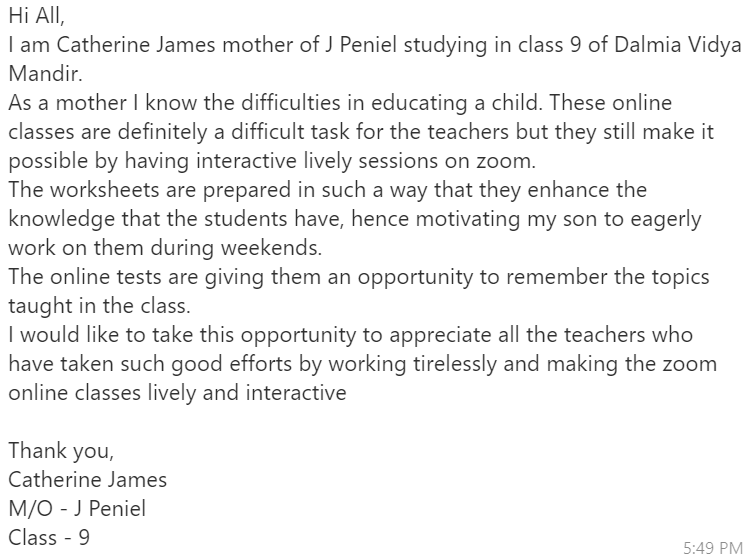 Hi All,
I am Catherine James mother of J Peniel studying in class 9 of Dalmia Vidya
Mandir.
As a mother I know the difficulties in educating a child. These online
classes are definitely a difficult task for the teachers but they still make it
possible by having interactive lively sessions on zoom.
The worksheets are prepared in such a way that they enhance the
knowledge that the students have, hence motivating my son to eagerly
work on them during weekends.
The online tests are giving them an opportunity to remember the topics
taught in the class.
I would like to take this opportunity to appreciate all the teachers who
have taken such good efforts by working tirelessly and making the zoom
online classes lively and interactive

Thank you,
Catherine James
M/O - J Peniel
Class - 9
5:49 PM